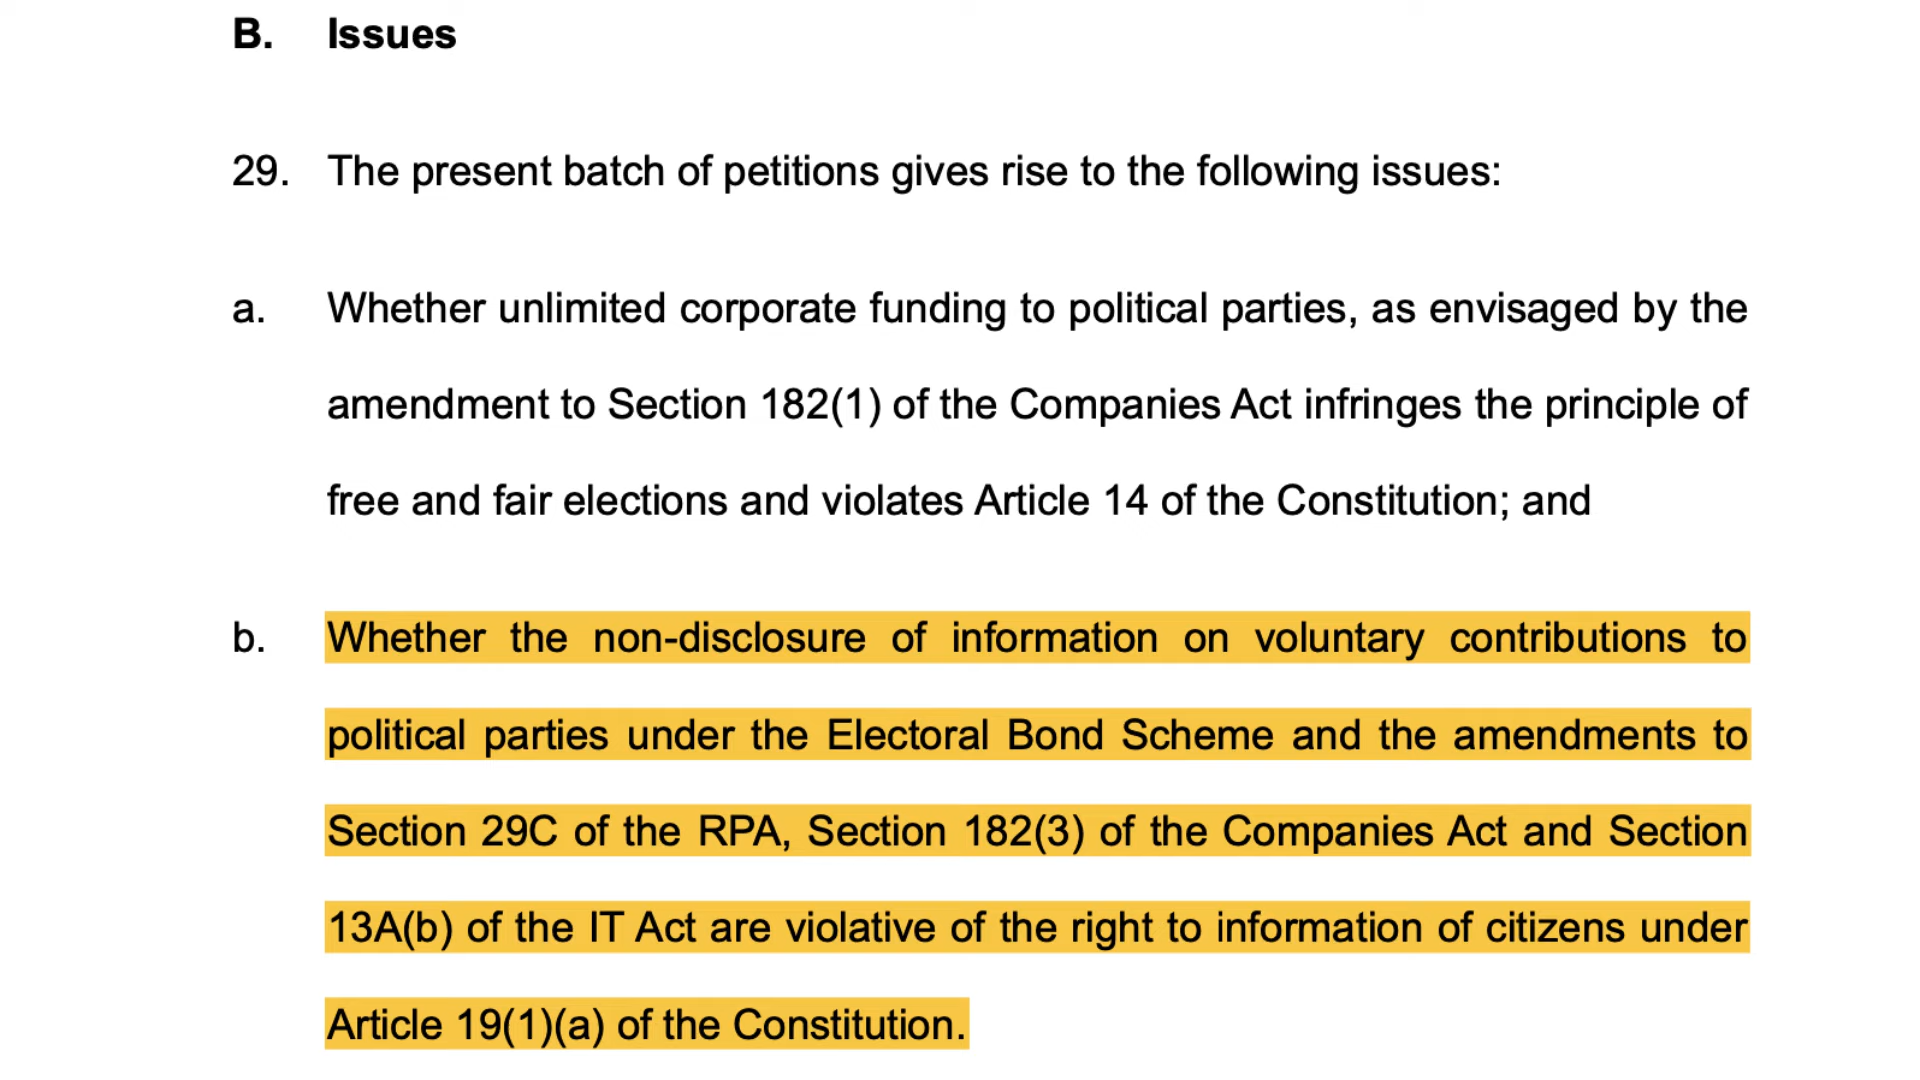 B. Issues
29. The present batch of petitions gives rise to the following issues:
a. Whether unlimited corporate funding to political parties, as envisaged by the
amendment to Section 182(1) of the Companies Act infringes the principle of
free and fair elections and violates Article 14 of the Constitution; and
b. Whether the non-disclosure of information on voluntary contributions to
political parties under the Electoral Bond Scheme and the amendments to
Section 29C of the RPA, Section 182(3) of the Companies Act and Section
13A(b) of the IT Act are violative of the right to information of citizens under
Article 19(1)(a) of the Constitution.